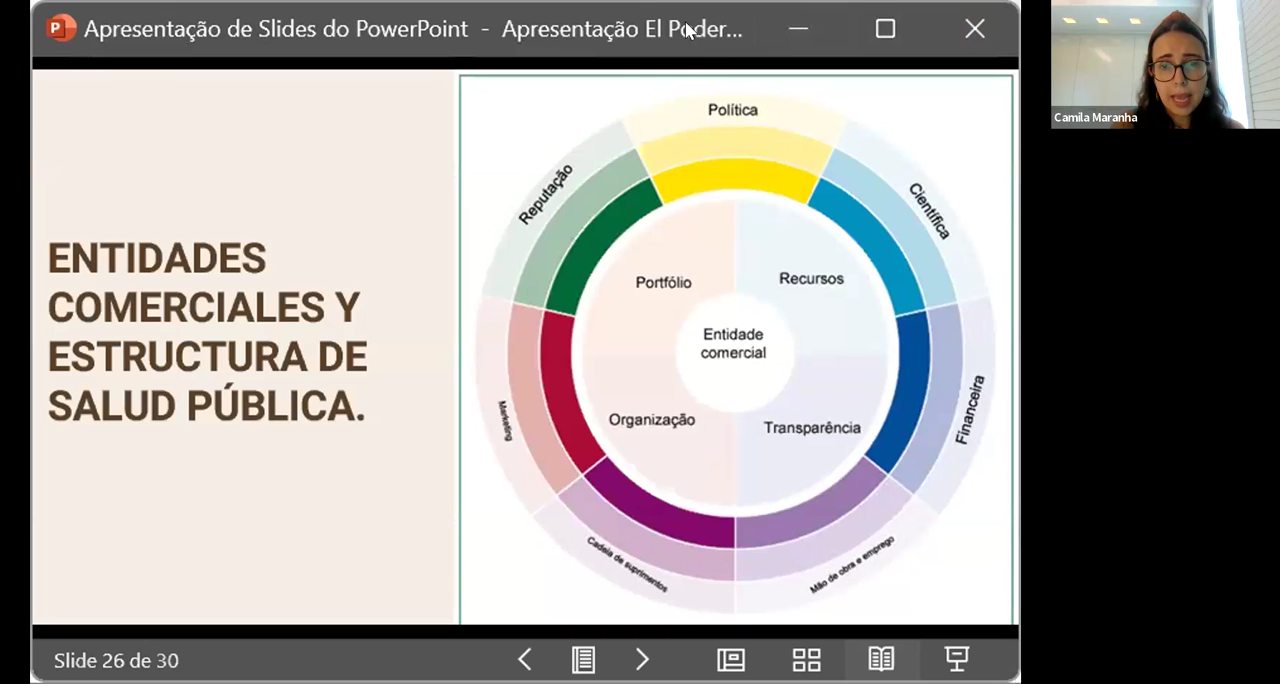 Apresentação de Slides do PowerPoint - Apresentação El Poder...
Camila Maranha
ENTIDADES
COMERCIALES Y
ESTRUCTURA DE
SALUD PÚBLICA.
Política
Científica
Financeira
Mão de obra e emprego
Cadeia de suprimentos
Marketing
Reputação
Portfólio
Recursos
Entidade
comercial
Organização
Transparência
Slide 26 de 30